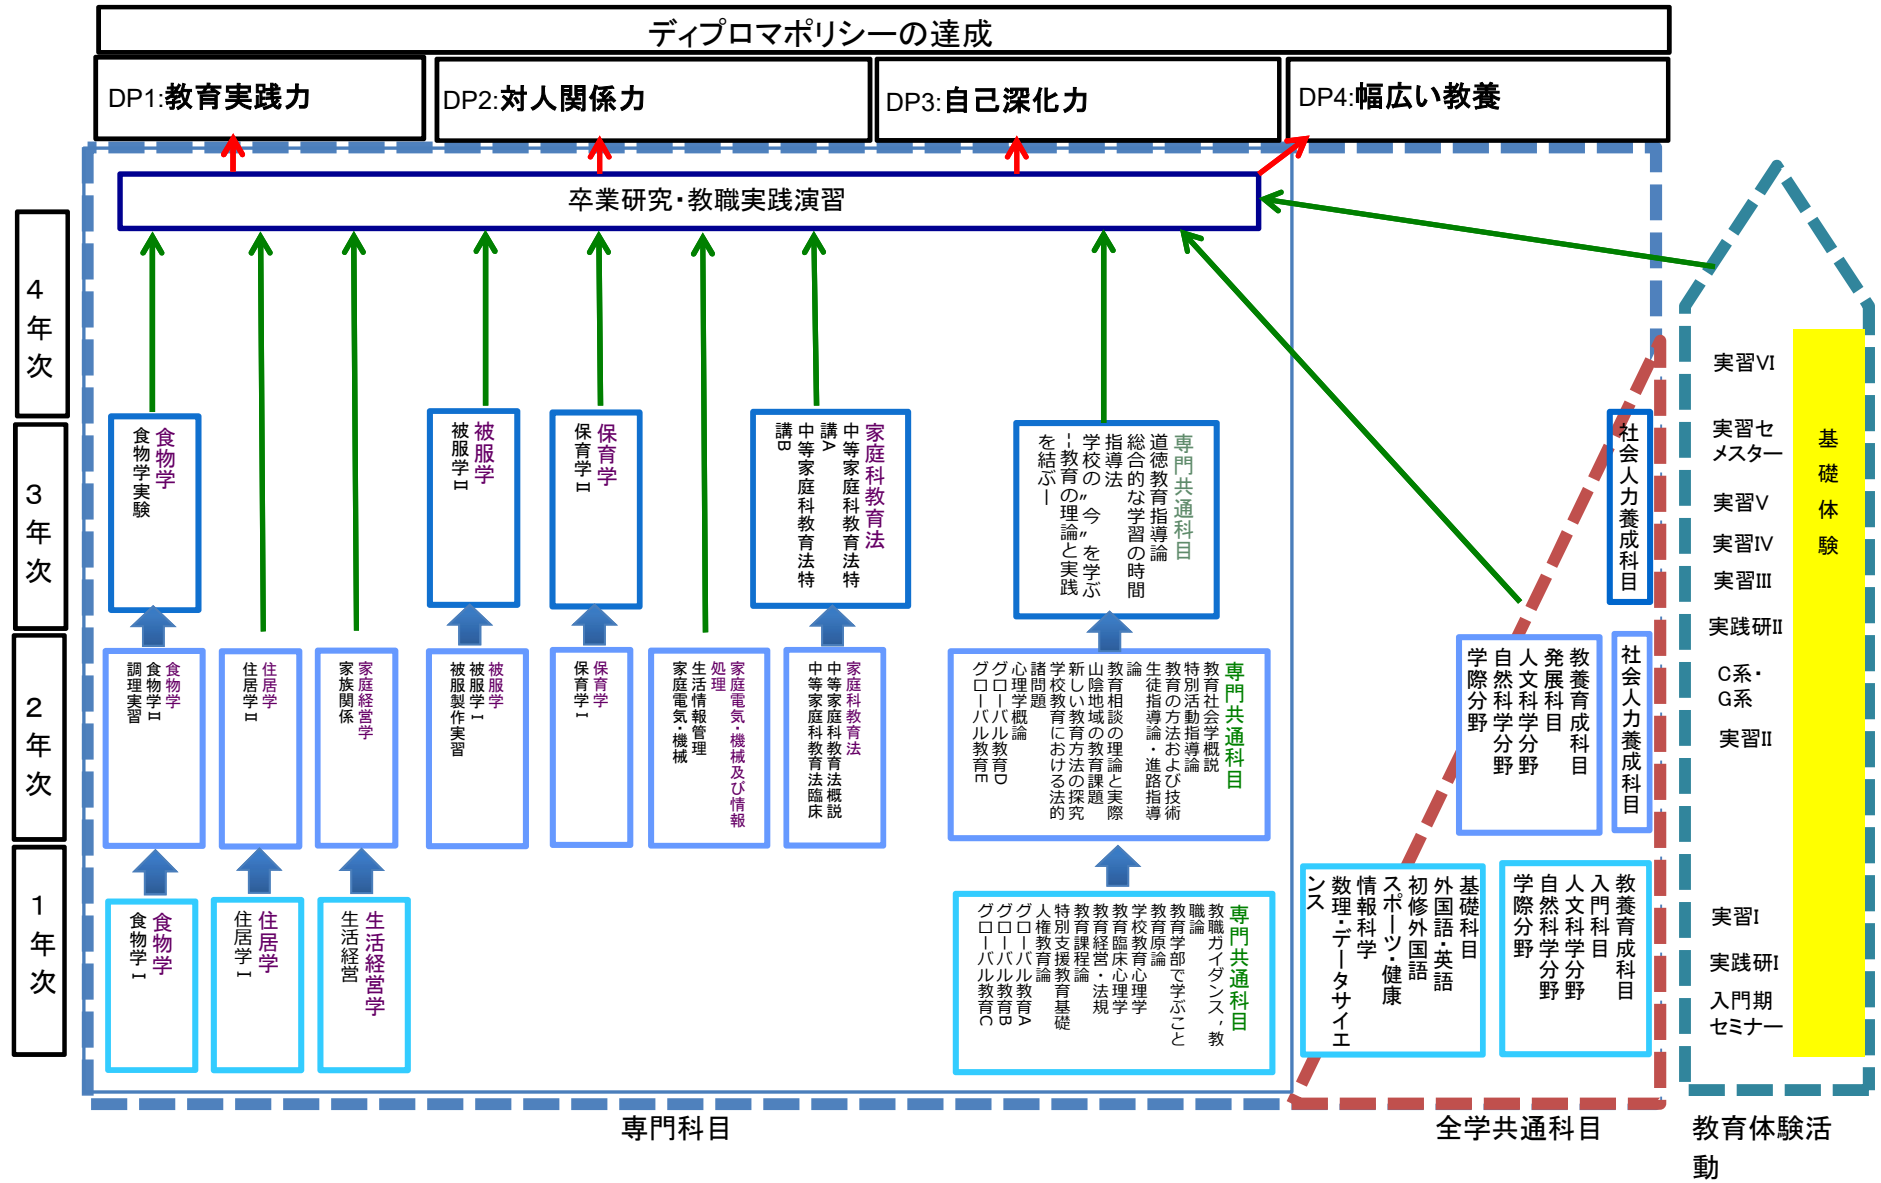 ディプロマポリシーの達成
DP1:教育実践力
DP2:対人関係力
DP3:自己深化力
DP4:幅広い教養
卒業研究・教職実践演習
４年次
３年次
２年次
１年次
食物学
食物学実験
被服学
被服学Ⅱ
保育学
保育学Ⅱ
家庭科教育法
中等家庭科教育法特
講A
中等家庭科教育法特
講B
専門共通科目
道徳教育指導論
総合的な学習の時間
指導法
学校の〝今〟を学ぶ
ー教育の理論と実践
を結ぶー
社会人力養成科目
食物学
食物学Ⅱ
調理実習
住居学
住居学Ⅱ
家庭経営学
家族関係
被服学
被服学Ⅰ
被服製作実習
保育学
保育学Ⅰ
家庭電気・機械及び情報
処理
生活情報管理
家庭電気・機械
家庭科教育法
中等家庭科教育法概説
中等家庭科教育法臨床
専門共通科目
教育社会学概説
特別活動指導論
教育の方法および技術
生徒指導論・進路指導
論
教育相談の理論と実際
山陰地域の教育課題
新しい教育方法の探究
学校教育における法的
諸問題
心理学概論
グローバル教育D
グローバル教育E
教養育成科目
発展科目
人文科学分野
自然科学分野
学際分野
社会人力養成科目
食物学
食物学Ⅰ
住居学
住居学Ⅰ
生活経営学
生活経営
専門共通科目
教職ガイダンス，教
職論
教育学部で学ぶこと
教育原論
学校教育心理学
教育臨床心理学
教育経営・法規
教育課程論
特別支援教育基礎
人権教育論
グローバル教育A
グローバル教育B
グローバル教育C
基礎科目
外国語・英語
初修外国語
スポーツ・健康
情報科学
数理・データサイエ
ンス
教養育成科目
入門科目
人文科学分野
自然科学分野
学際分野
実習VI
実習セ
メスター
実習V
実習IV
実習III
実践研II
C系・
G系
実習II
実習I
実践研I
入門期
セミナー
基礎体験
専門科目
全学共通科目
教育体験活
動